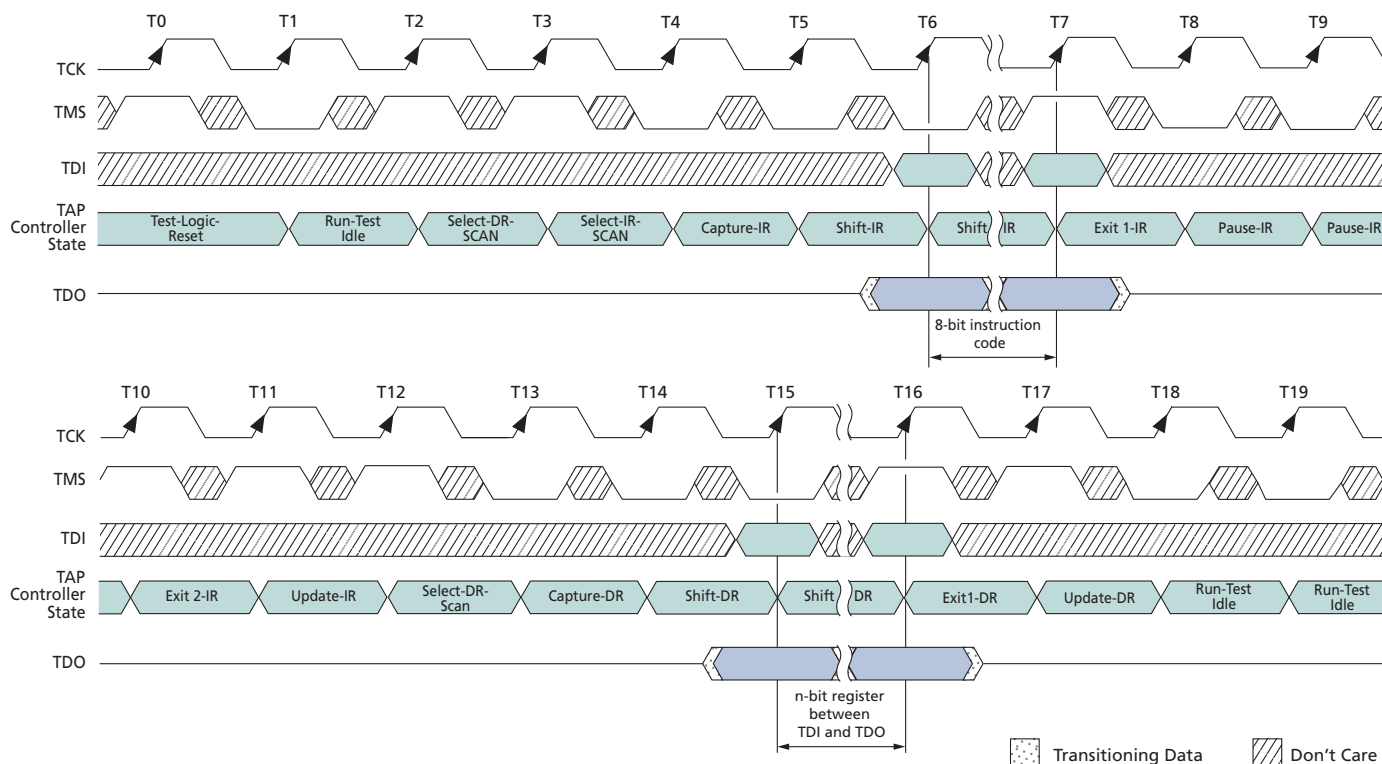 T0 T1 T2 T3 T4 T5 T6 T7 T8 T9
TCK
TMS
TDI
TAP
Controller
State
Test-Logic-
Reset
Run-Test
Idle
Select-DR-
SCAN
Select-IR-
SCAN
Capture-IR
Shift-IR
Shift IR
Exit 1-IR
Pause-IR
Pause-IR
TDO
8-bit instruction
code
T10 T11 T12 T13 T14 T15 T16 T17 T18 T19
TCK
TMS
TDI
TAP
Controller
State
Exit 2-IR
Update-IR
Select-DR-
Scan
Capture-DR
Shift-DR
Shift DR
Exit1-DR
Update-DR
Run-Test
Idle
Run-Test
Idle
TDO
n-bit register
between
TDI and TDO
Transitioning Data
Don't Care